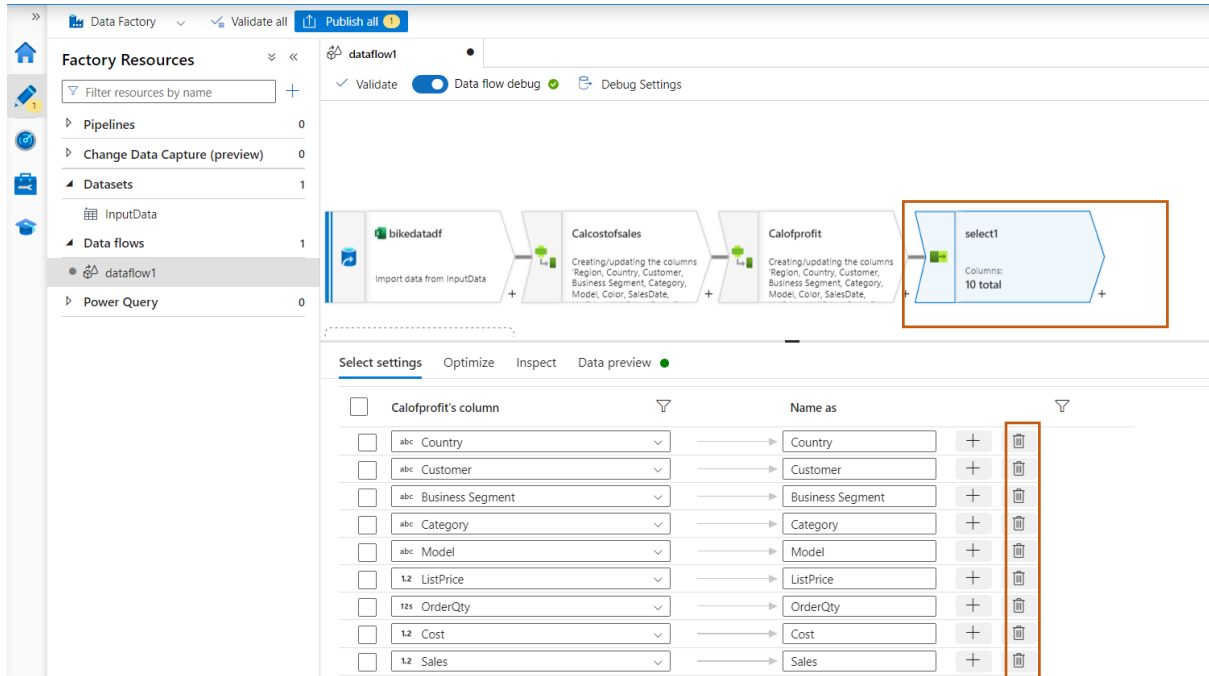 »
Data Factory
Validate all
Publish all 1
Factory Resources
Filter resources by name
1
Pipelines 0
Change Data Capture (preview) 0
Datasets 1
InputData
Data flows 1
dataflow1
Power Query 0
dataflow1
Validate
Data flow debug
Debug Settings
bikedatadf
Import data from InputData
+
Calcostofsales
Creating/updating the columns
'Region, Country, Customer,
Business Segment, Category,
Model, Color, SalesDate,
+
Calofprofit
Creating/updating the columns
'Region, Country, Customer,
Business Segment, Category,
Model, Color, SalesDate,
+
select1
Columns:
10 total
+
Select settings Optimize Inspect Data preview
Calofprofit's column Name as
abc Country Country
abc Customer Customer
abc Business Segment Business Segment
abc Category Category
abc Model Model
1.2 ListPrice ListPrice
12s OrderQty OrderQty
1.2 Cost Cost
1.2 Sales Sales